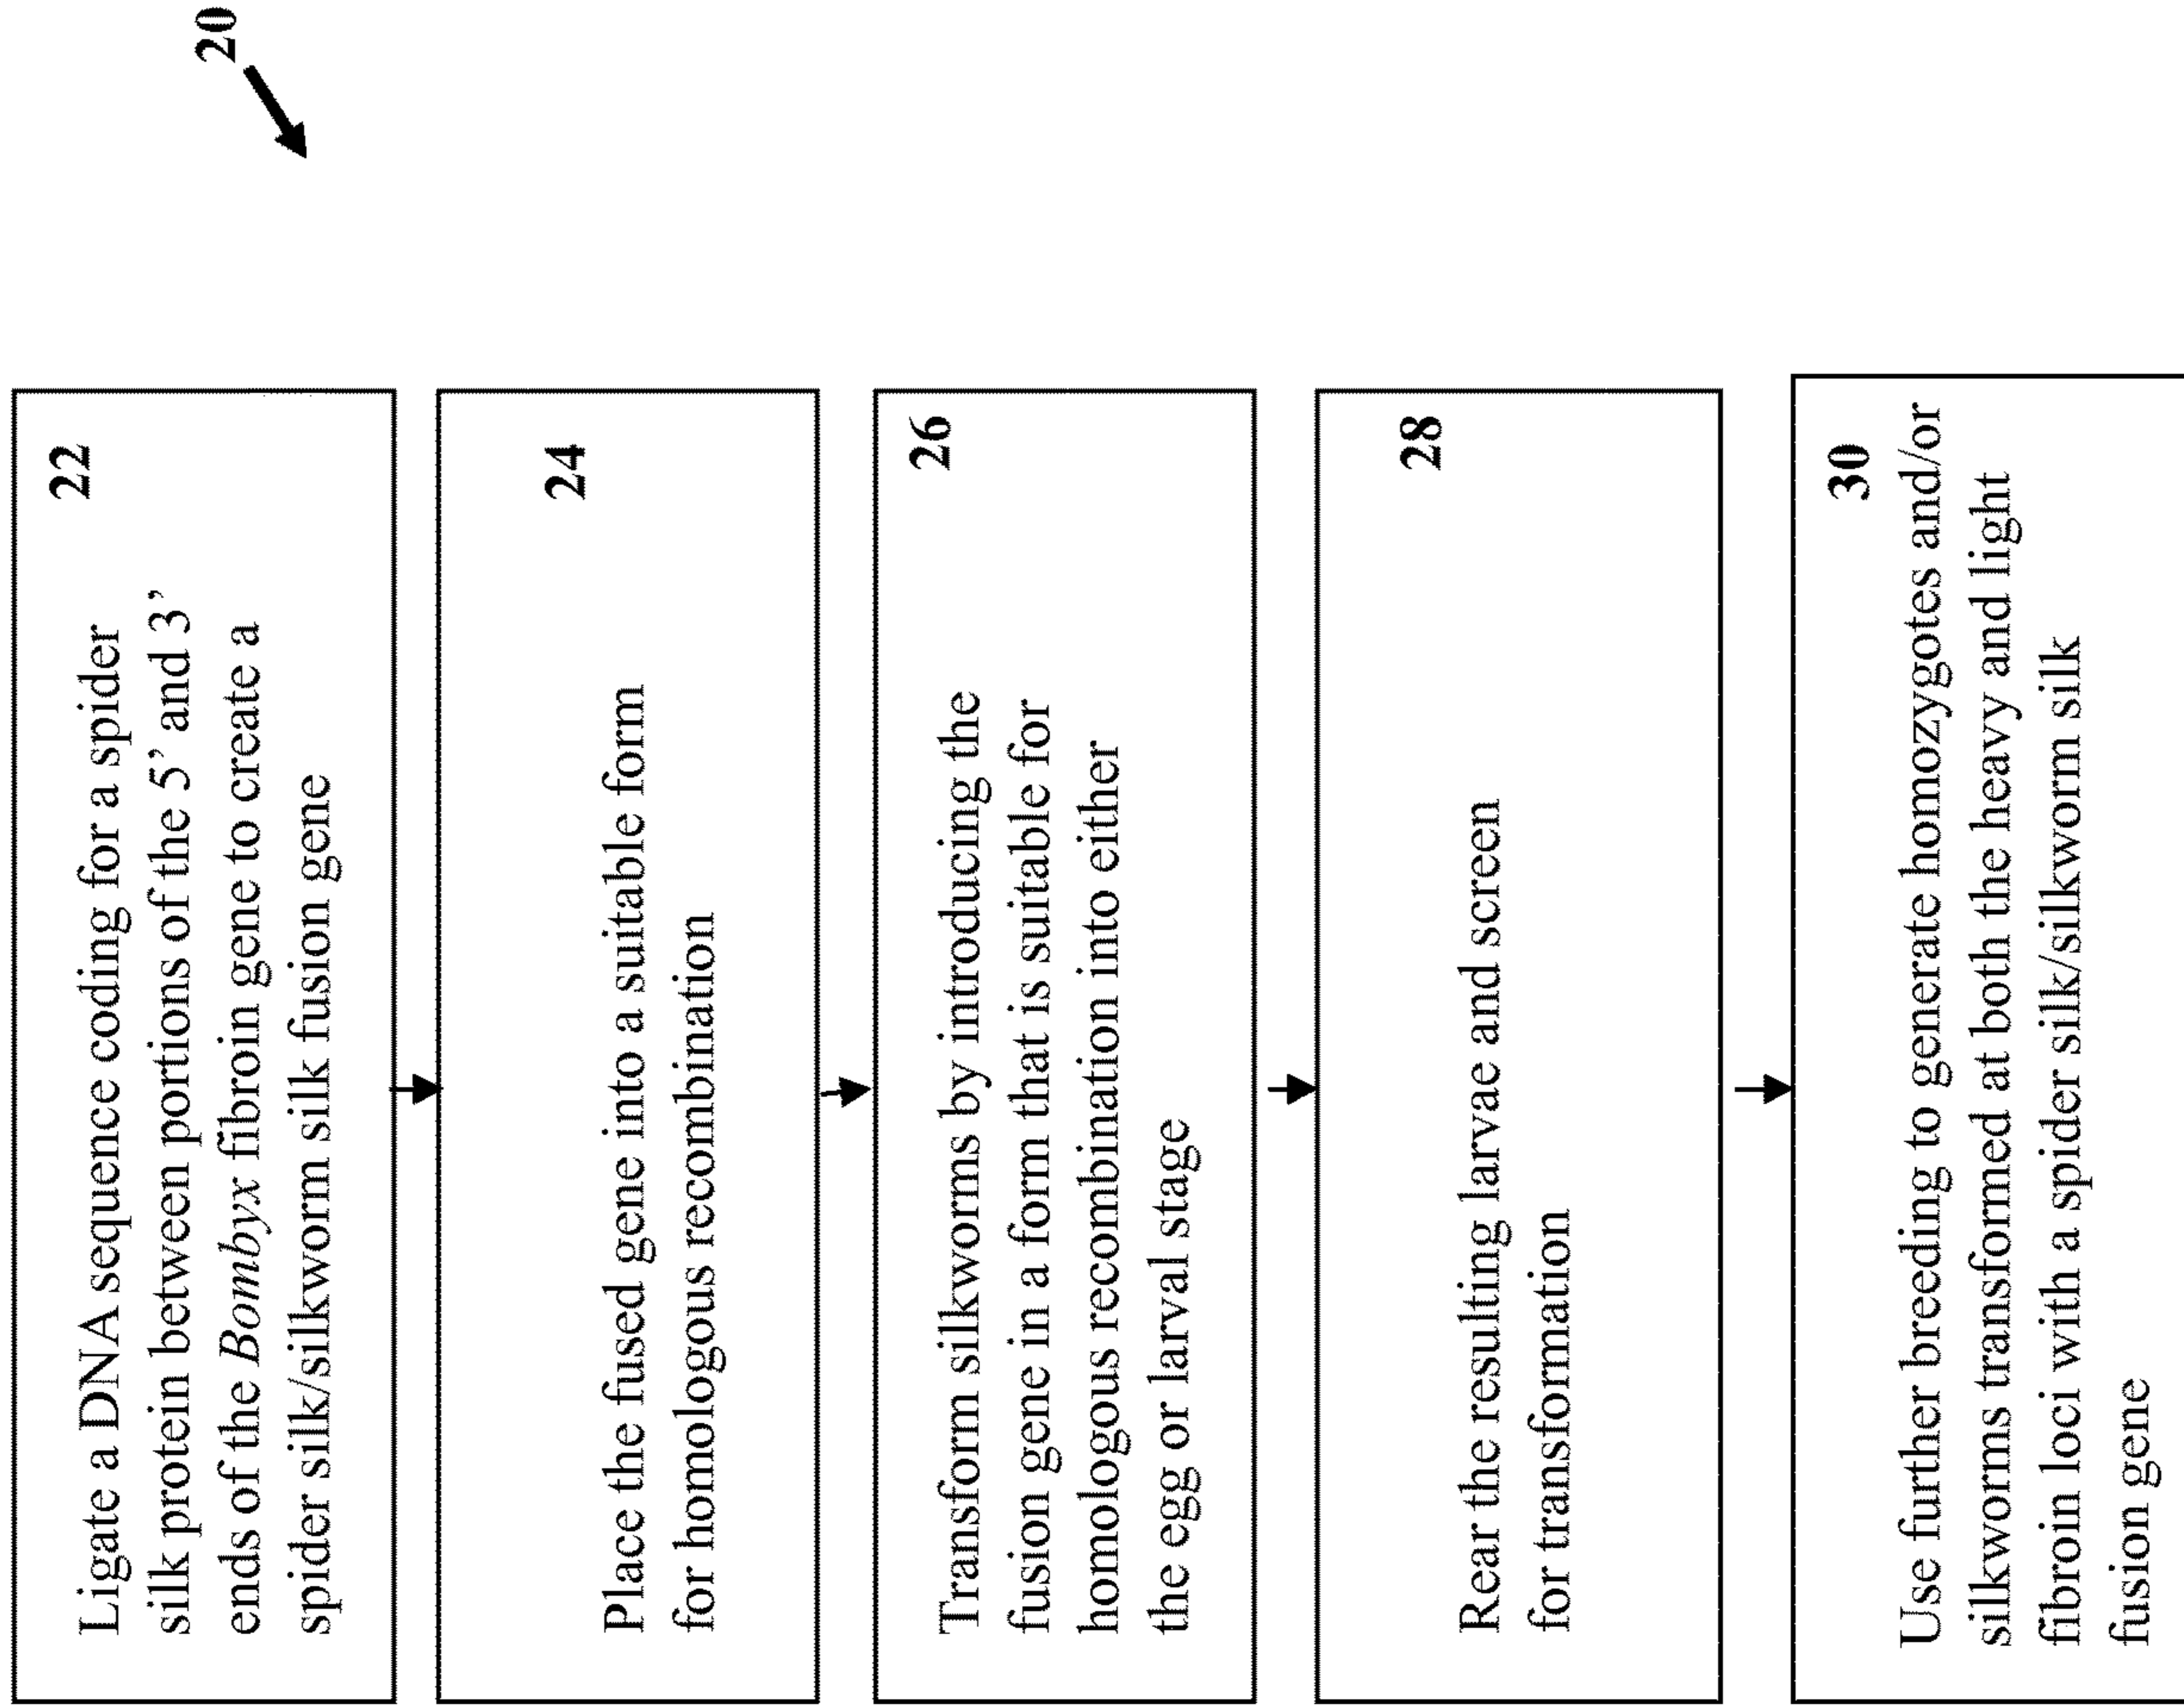 20
22
Ligate a DNA sequence coding for a spider
silk protein between portions of the 5’ and 3’
ends of the Bombyx fibroin gene to create a
spider silk/silkworm silk fusion gene
24
Place the fused gene into a suitable form
for homologous recombination
26
Transform silkworms by introducing the
fusion gene in a form that is suitable for
homologous recombination into either
the egg or larval stage
28
Rear the resulting larvae and screen
for transformation
30
Use further breeding to generate homozygotes and/or
silkworms transformed at both the heavy and light
fibroin loci with a spider silk/silkworm silk
fusion gene